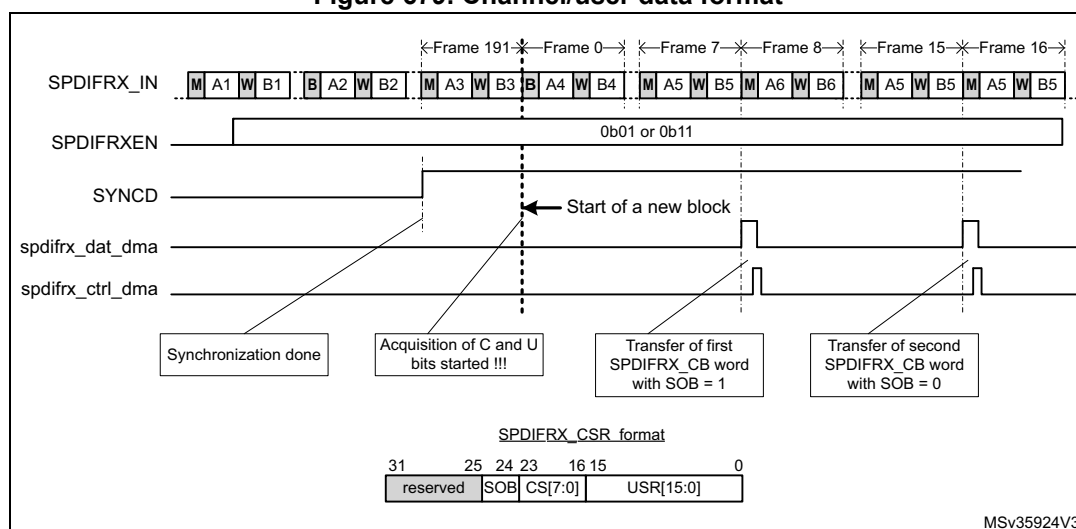 Figure 679. Channel/user data format
Frame 191 Frame 0 Frame 7 Frame 8 Frame 15 Frame 16
SPDIFRX_IN M A1 W B1 B A2 W B2 M A3 W B3 B A4 W B4 M A5 W B5 M A6 W B6 M A5 W B5 M A5 W B5
SPDIFRXEN 0b01 or 0b11
SYNCD
Start of a new block
spdifrx_dat_dma
spdifrx_ctrl_dma
Synchronization done
Acquisition of C and U
bits started !!!
Transfer of first
SPDIFRX_CB word
with SOB = 1
Transfer of second
SPDIFRX_CB word
with SOB = 0
SPDIFRX_CSR format
31 25 24 23 16 15 0
reserved SOB CS[7:0] USR[15:0]
MSv35924V3